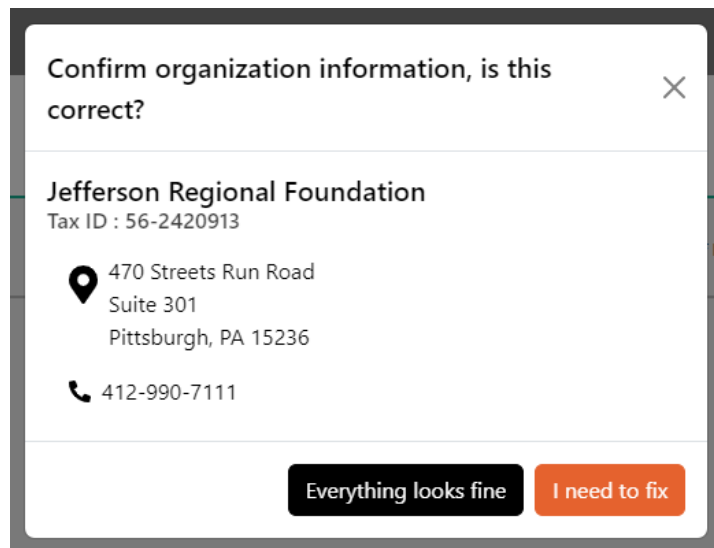 Confirm organization information, is this
correct?
Jefferson Regional Foundation
Tax ID : 56-2420913
470 Streets Run Road
Suite 301
Pittsburgh, PA 15236
412-990-7111
Everything looks fine
I need to fix